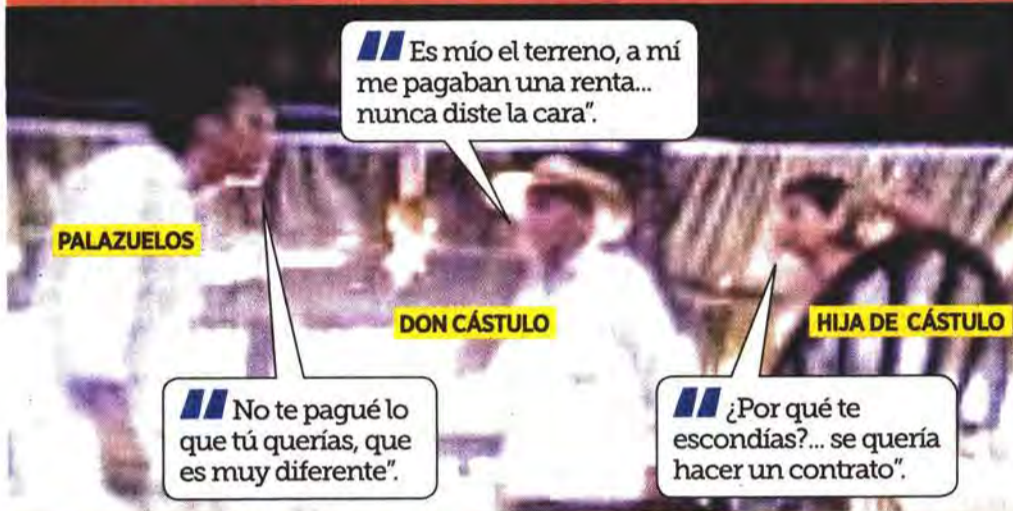 Es mío el terreno, a mí
me pagaban una renta...
nunca diste la cara”.
PALAZUELOS
DON CÁSTULO
HIJA DE CÁSTULO
No te pagué lo
que tú querías, que
es muy diferente”.
¿Por qué te
escondías?... se quería
hacer un contrato”.